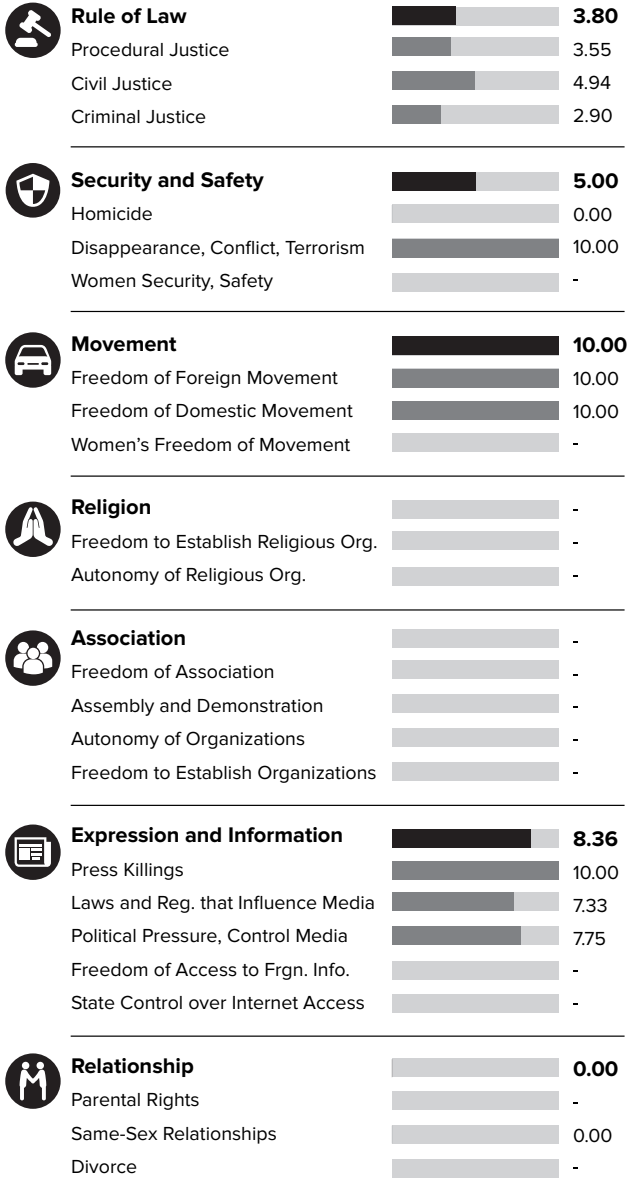 Rule of Law 3.80
Procedural Justice 3.55
Civil Justice 4.94
Criminal Justice 2.90
Security and Safety 5.00
Homicide 0.00
Disappearance, Conflict, Terrorism 10.00
Women Security, Safety -
Movement 10.00
Freedom of Foreign Movement 10.00
Freedom of Domestic Movement 10.00
Women's Freedom of Movement -
Religion -
Freedom to Establish Religious Org. -
Autonomy of Religious Org. -
Association -
Freedom of Association -
Assembly and Demonstration -
Autonomy of Organizations -
Freedom to Establish Organizations -
Expression and Information 8.36
Press Killings 10.00
Laws and Reg. that Influence Media 7.33
Political Pressure, Control Media 7.75
Freedom of Access to Frgn. Info. -
State Control over Internet Access -
Relationship 0.00
Parental Rights -
Same-Sex Relationships 0.00
Divorce -